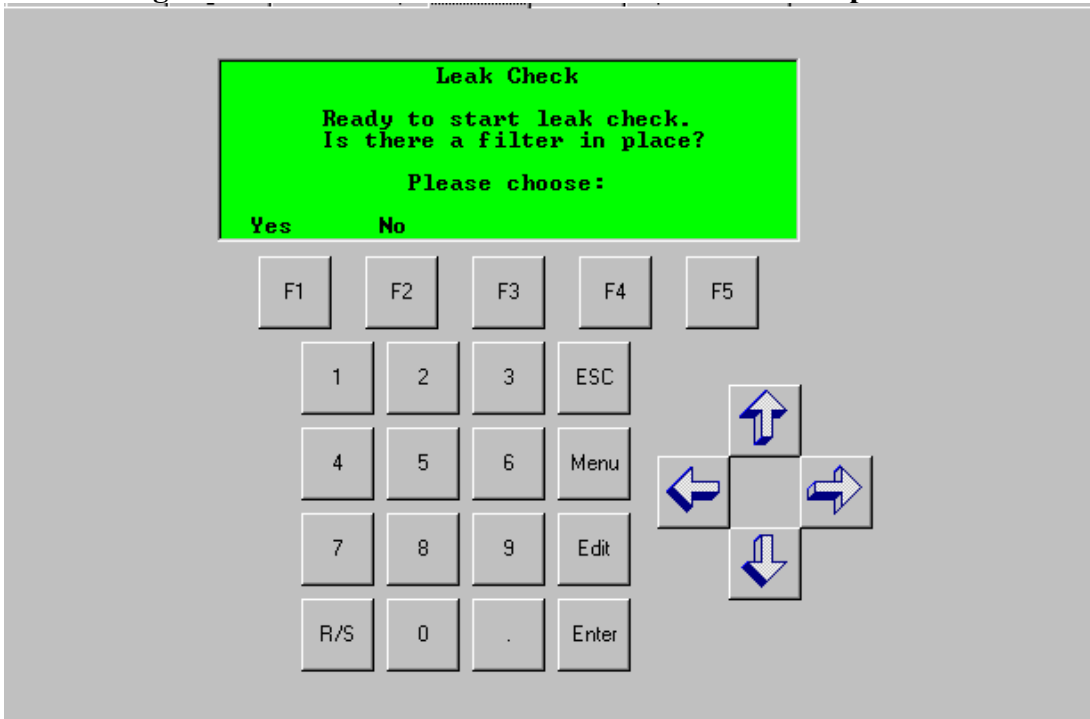 Leak Check
Ready to start leak check.
Is there a filter in place?
Please choose:
Yes No
F1 F2 F3 F4 F5
1 2 3 ESC
4 5 6 Menu
7 8 9 Edit
R/S 0 . Enter